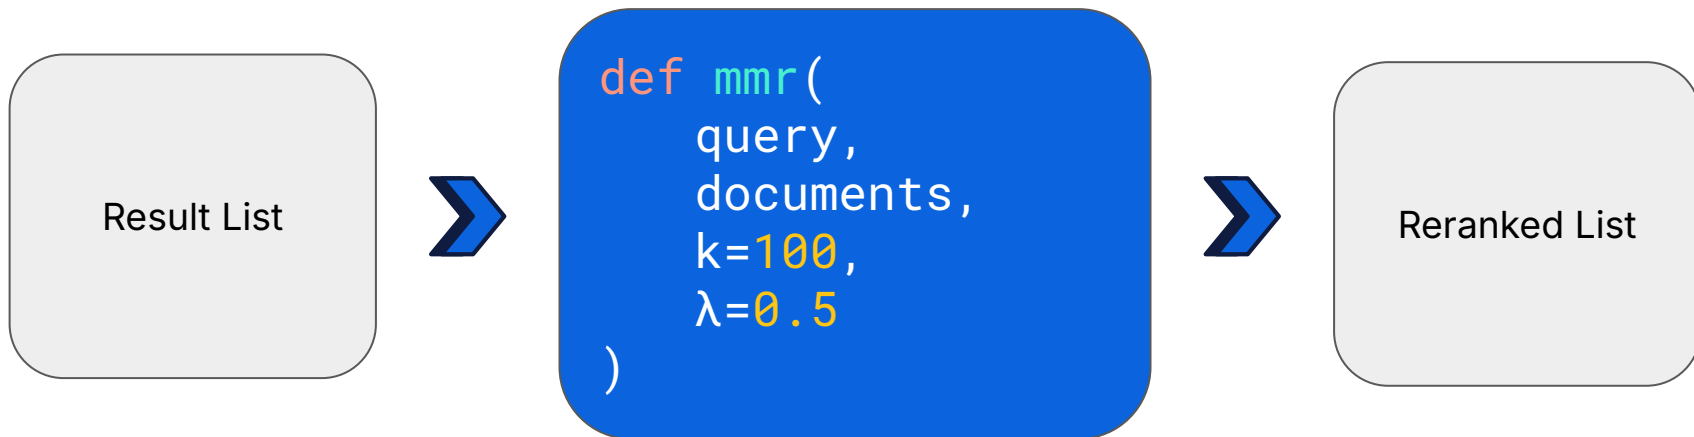 Result List
def mmr(
    query,
    documents,
    k=100,
    λ=0.5
)
Reranked List